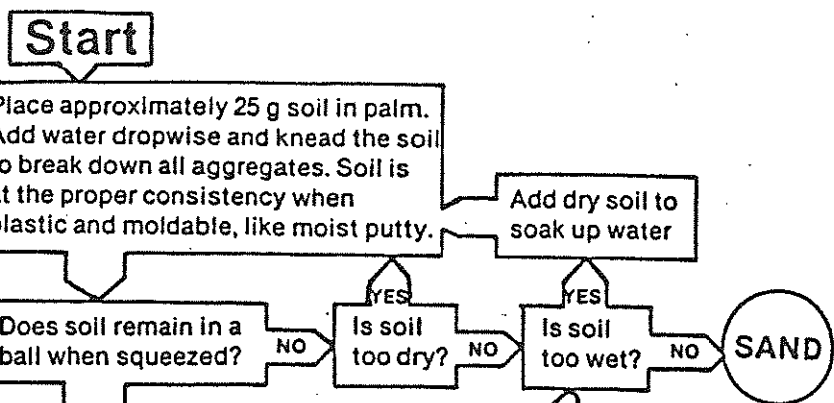 Start
Place approximately 25 g soil in palm.
Add water dropwise and knead the soil
to break down all aggregates. Soil is
at the proper consistency when
plastic and moldable, like moist putty.
Add dry soil to
soak up water
YES
YES
Does soil remain in a
ball when squeezed?
NO
Is soil
too dry?
NO
Is soil
too wet?
NO
SAND